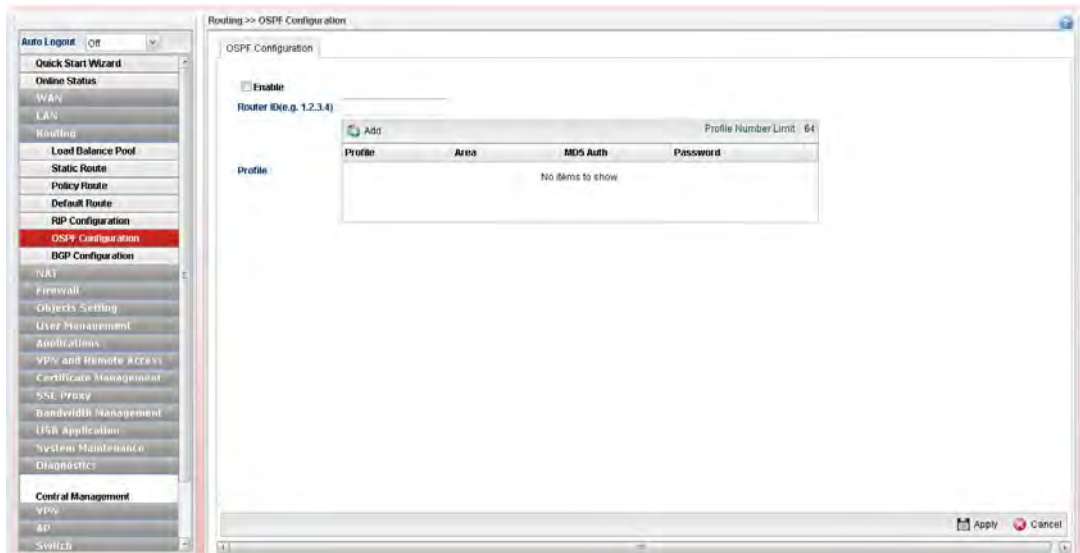 Routing >> OSPF Configuration
Auto Logout Off
OSPF Configuration
Quick Start Wizard
Online Status
WAN
LAN
Routing
Load Balance Pool
Static Route
Policy Route
Default Route
RIP Configuration
OSPF Configuration
BGP Configuration
NAT
Firewall
Objects Setting
User Management
Applications
VPN and Remote Access
Certificate Management
SSL Proxy
Bandwidth Management
USB Application
System Maintenance
Diagnostics
Central Management
VPN
AP
Switch
Enable
Router ID(e.g. 1.2.3.4)
Add Profile Number Limit 64
Profile Area MD5 Auth Password
Profile
No items to show
Apply Cancel